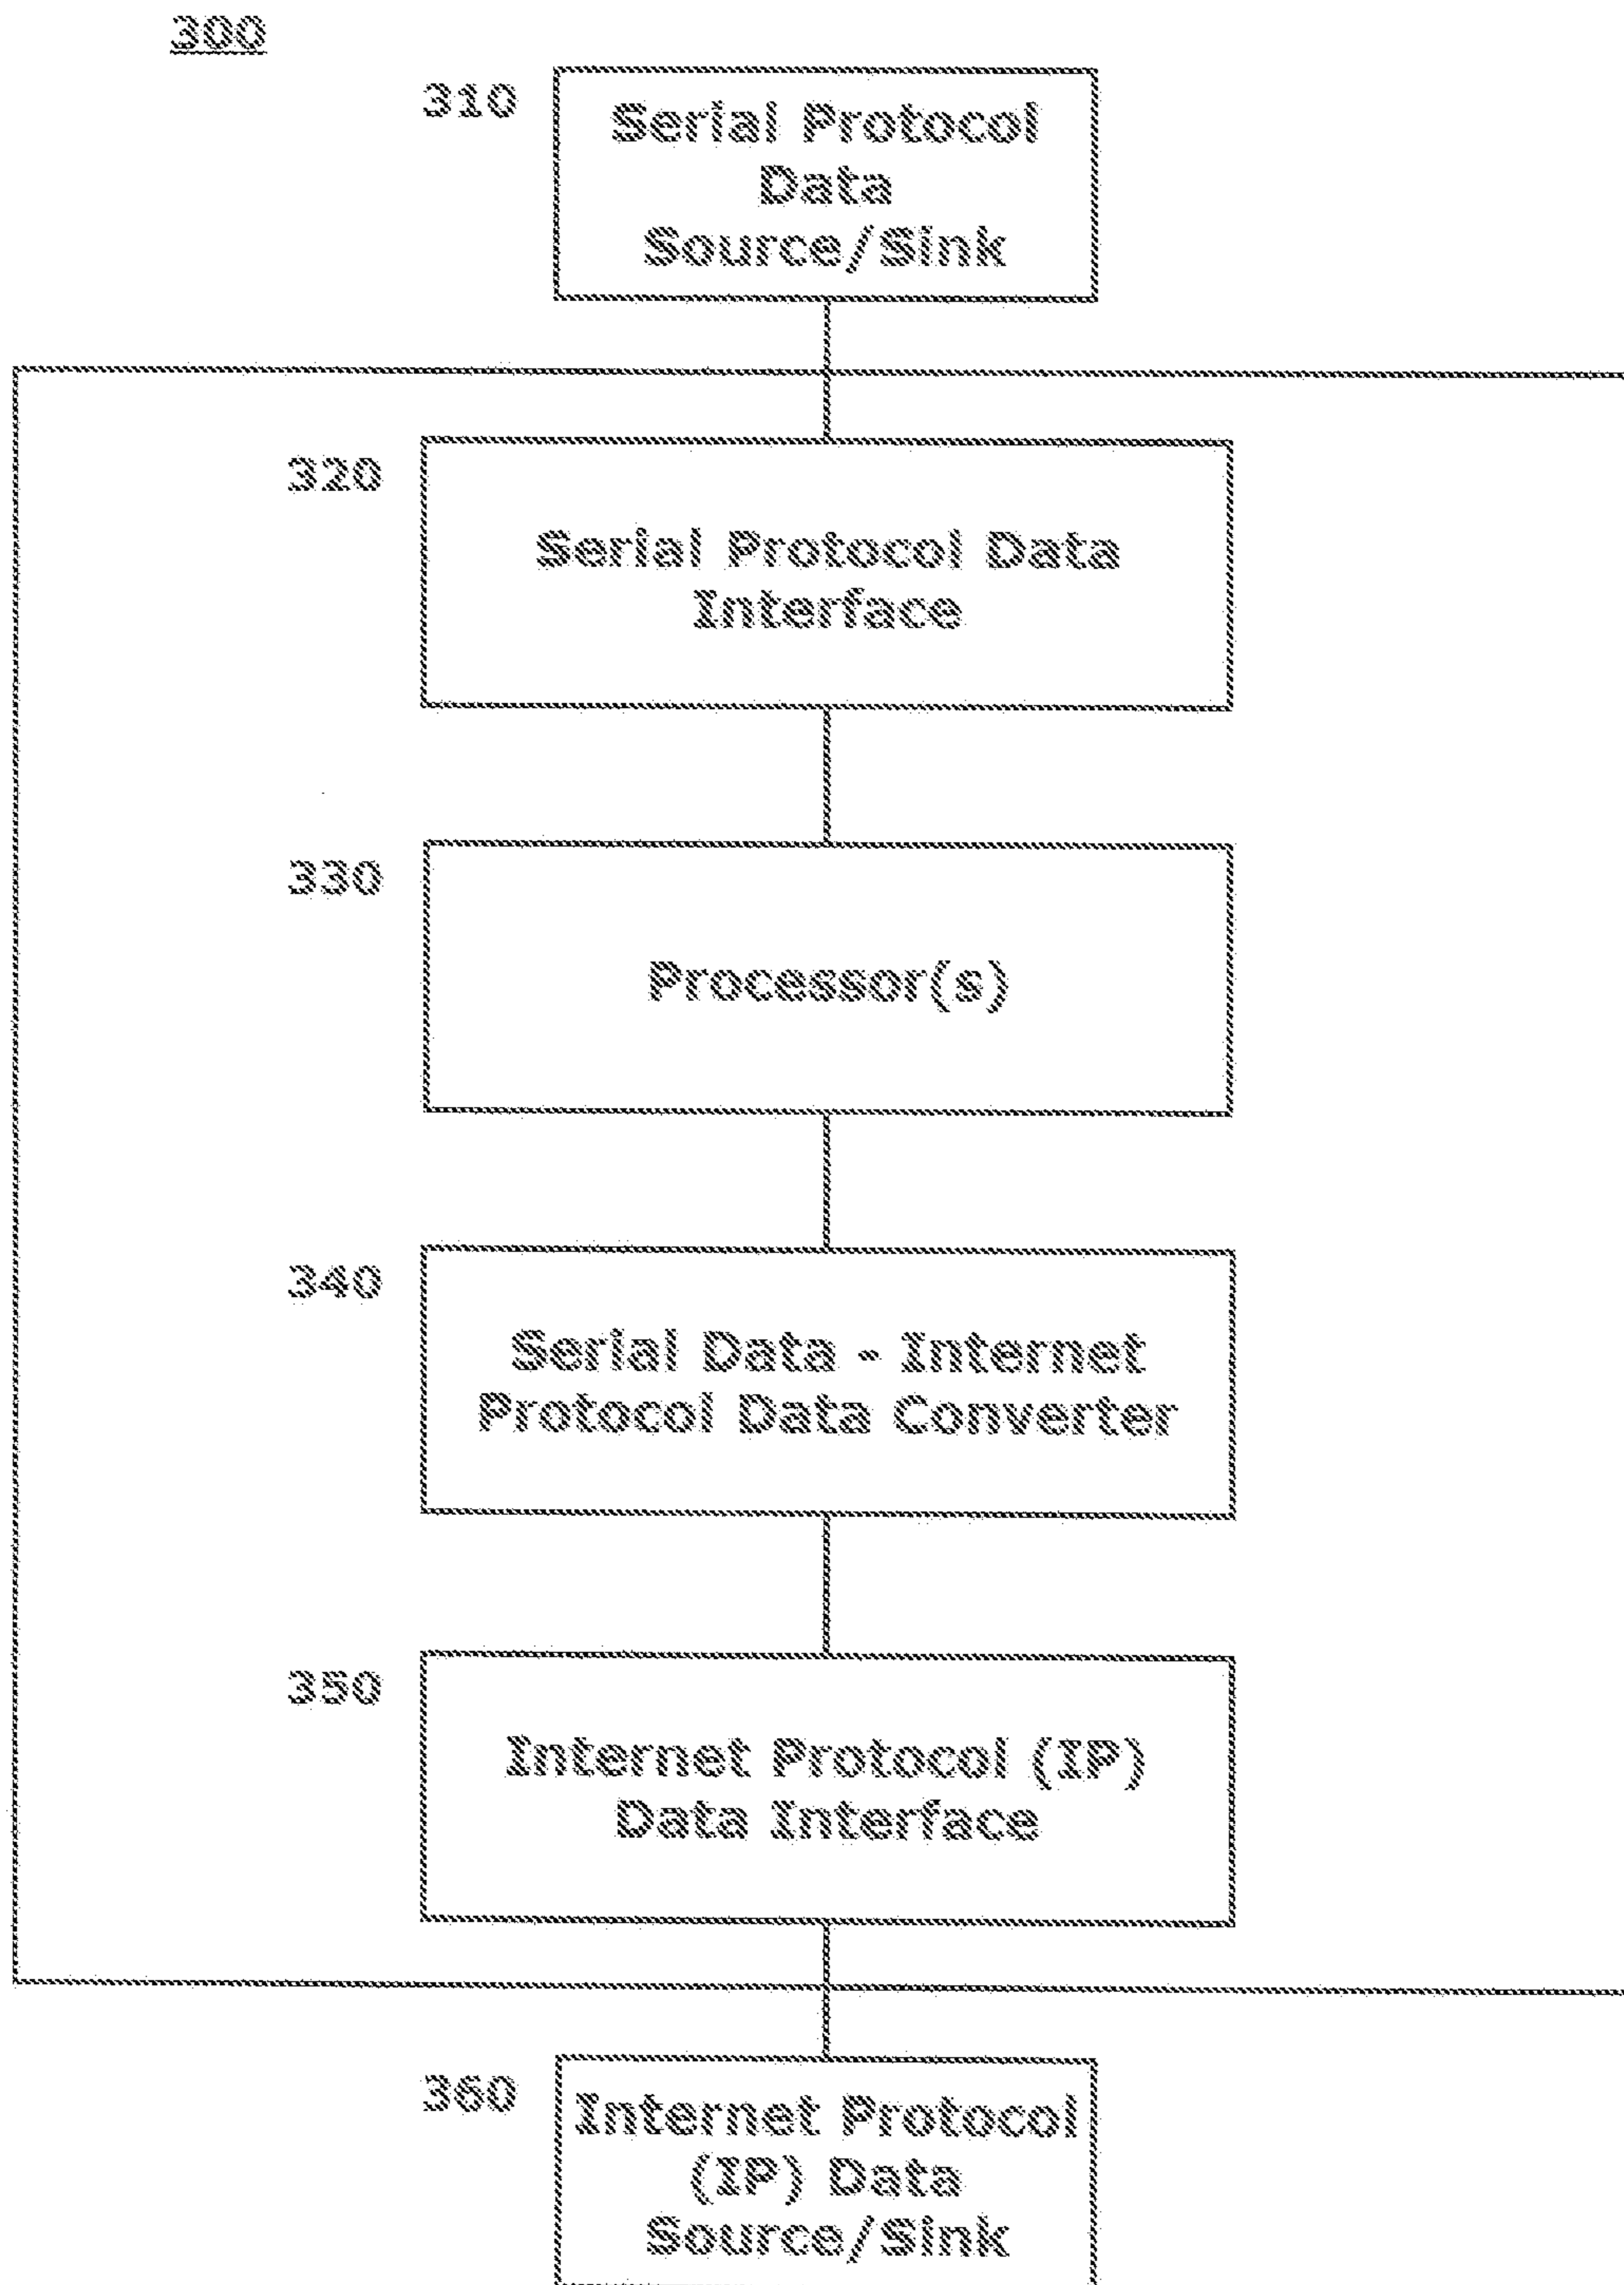 300
310
Serial Protocol
Data
Source/Sink
320
Serial Protocol Data
Interface
330
Processor(s)
340
Serial Data - Internet
Protocol Data Converter
350
Internet Protocol (IP)
Data Interface
360
Internet Protocol
(IP) Data
Source/Sink